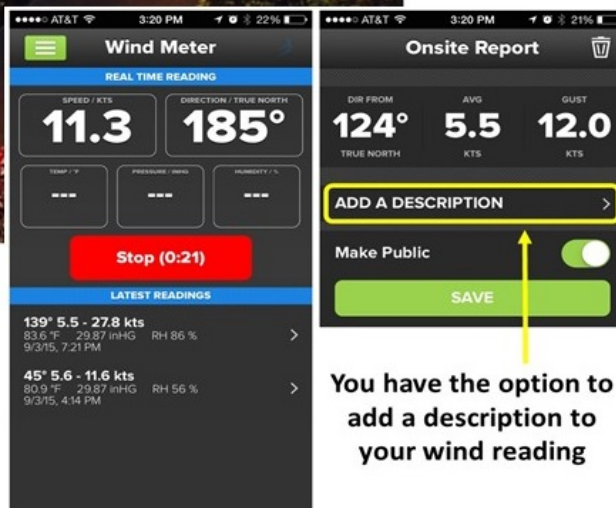 AT&T 3:20 PM 22%
Wind Meter
REAL TIME READING
SPEED / KTS
11.3
DIRECTION / TRUE NORTH
185°
TEMP / °F
---
PRESSURE / INHG
---
HUMIDITY / %
---
Stop (0:21)
LATEST READINGS
139° 5.5 - 27.8 kts
83.6 °F 29.87 inHG RH 86 %
9/3/15, 7:21 PM
45° 5.6 - 11.6 kts
80.9 °F 29.87 inHG RH 56 %
9/3/15, 4:14 PM
AT&T 3:20 PM 21%
Onsite Report
DIR FROM
124°
TRUE NORTH
AVG
5.5
KTS
GUST
12.0
KTS
ADD A DESCRIPTION
Make Public
SAVE
You have the option to
add a description to
your wind reading